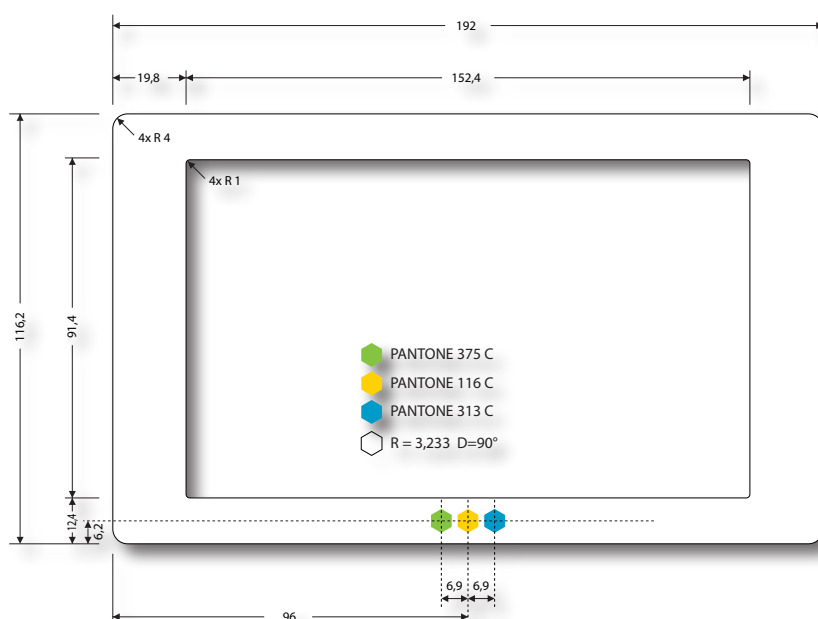 192
19,8
152,4
4x R 4
4x R 1
116,2
91,4
PANTONE 375 C
PANTONE 116 C
PANTONE 313 C
R = 3,233 D=90°
12,4
6,2
6,9
6,9
96